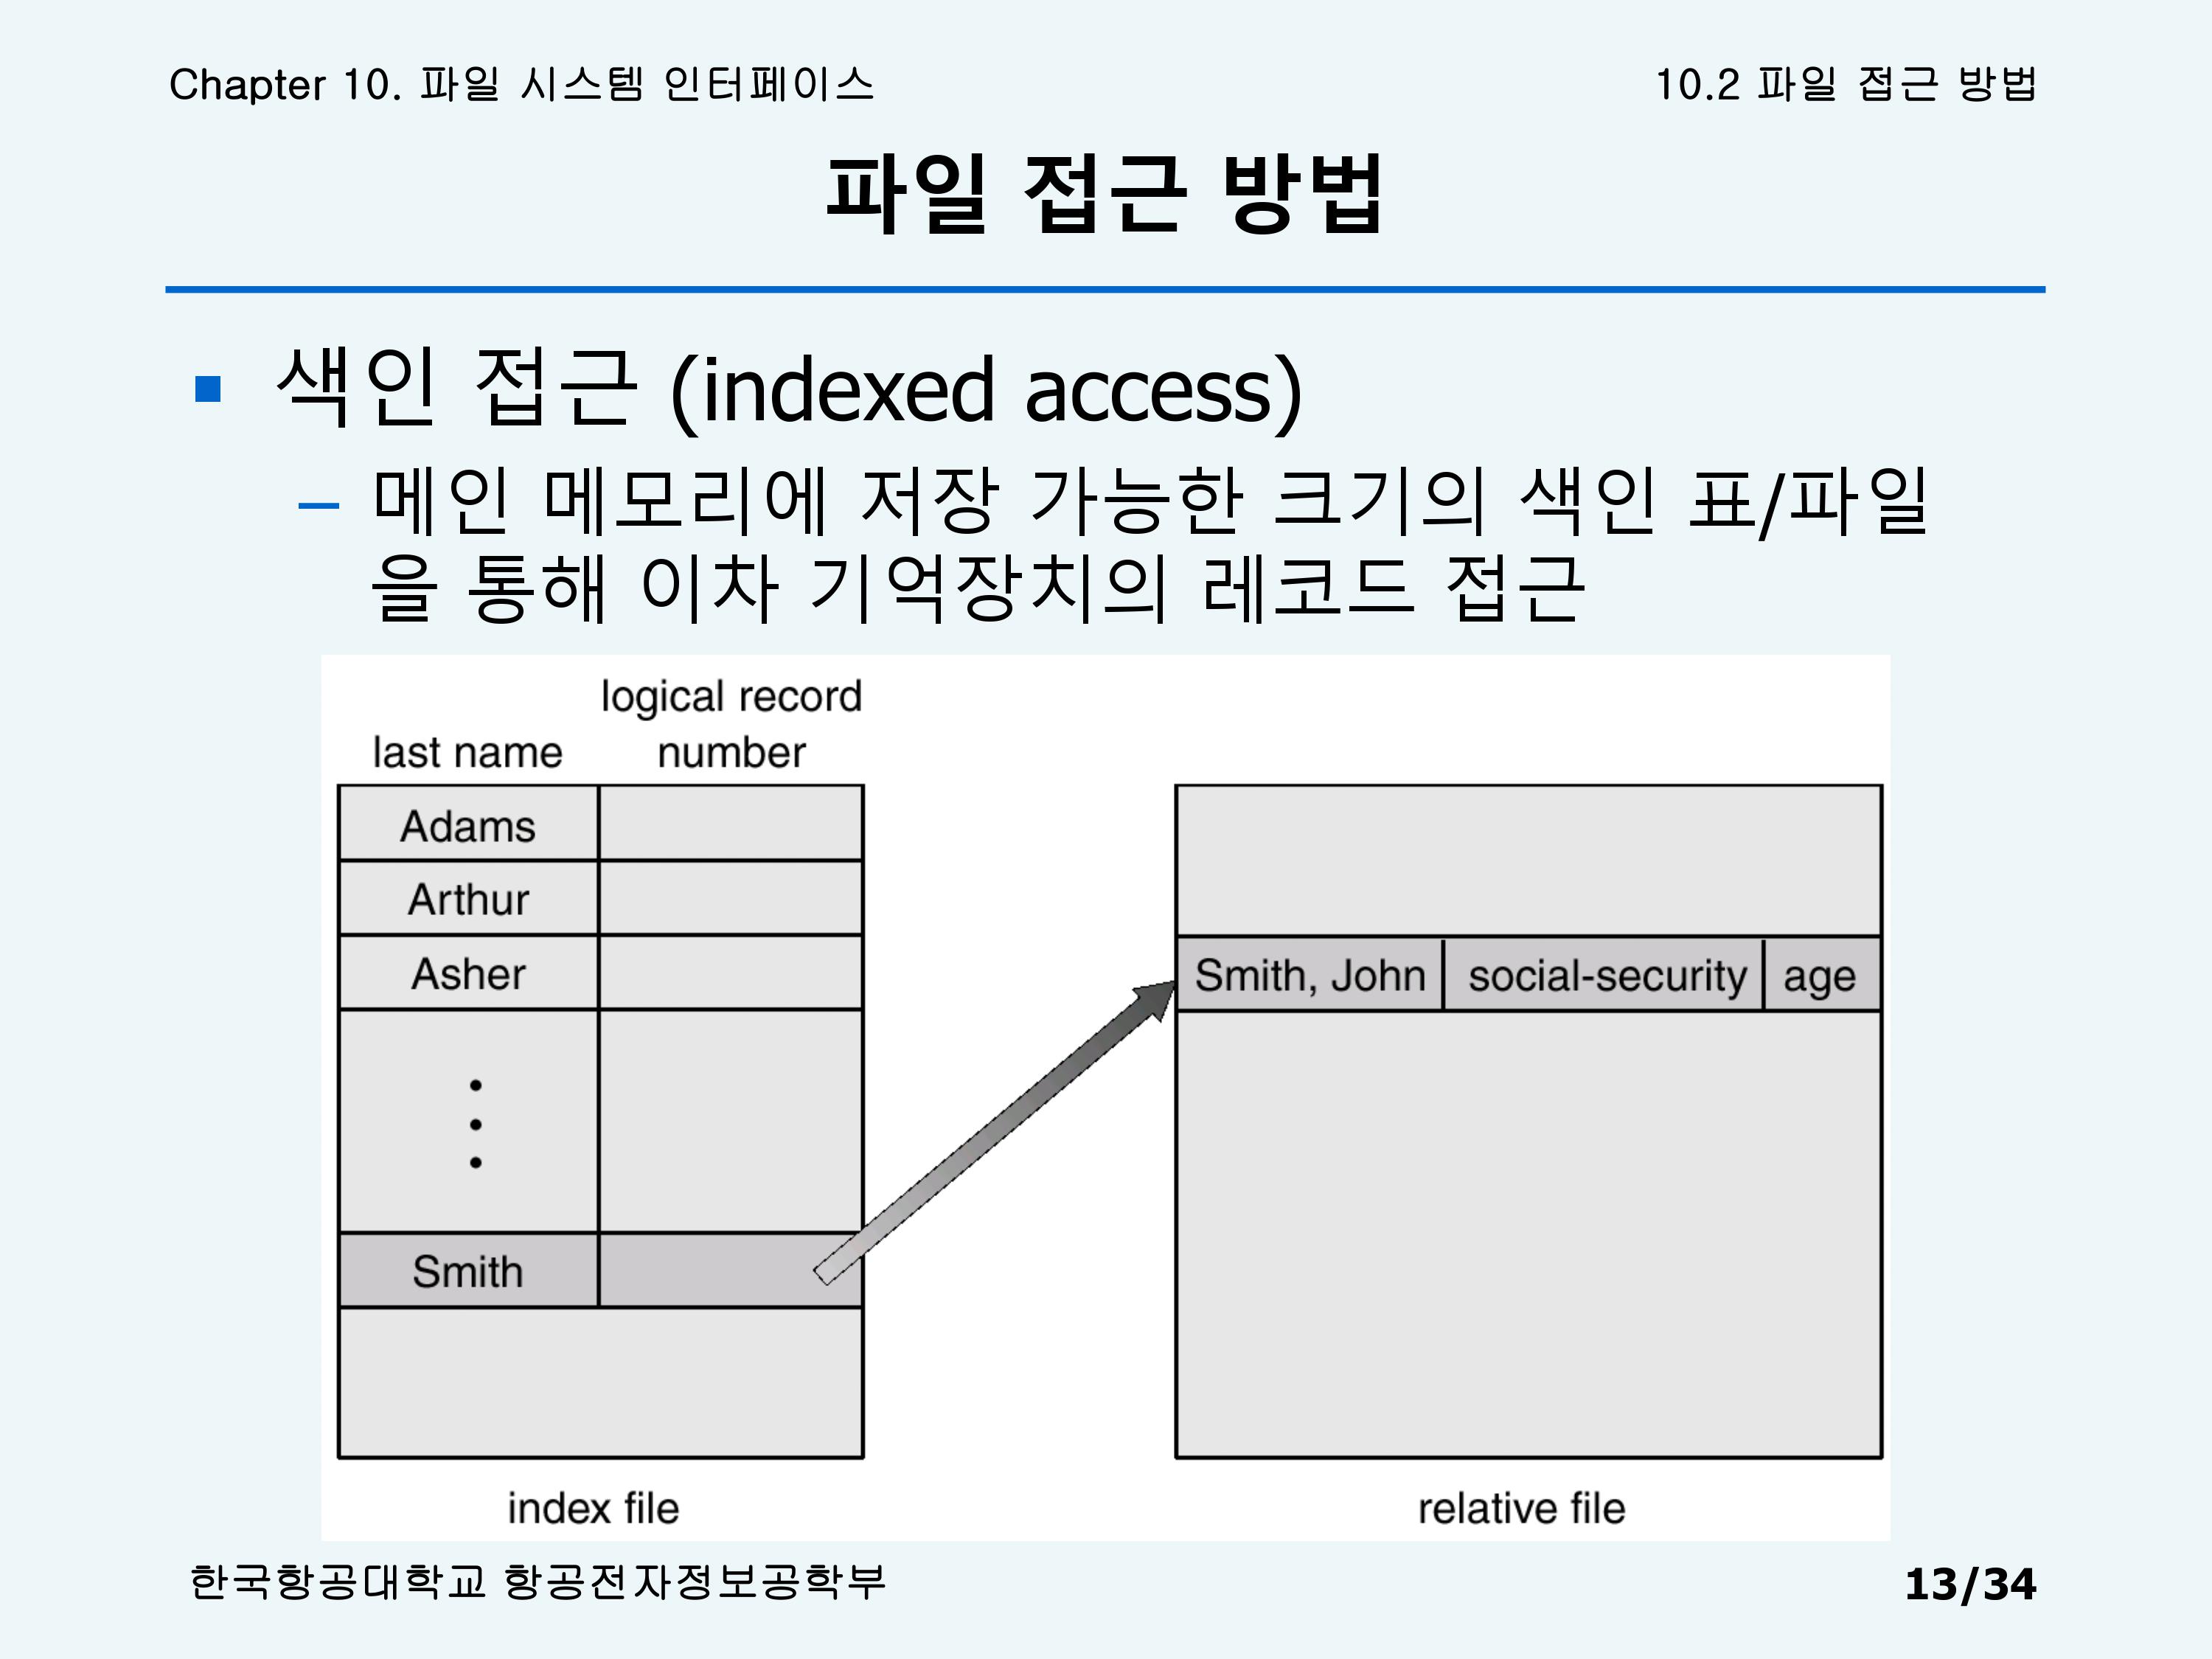 Chapter 10. 파일 시스템 인터페이스
10.2 파일 접근 방법
파일 접근 방법
▪ 색인 접근 (indexed access)
– 메인 메모리에 저장 가능한 크기의 색인 표/파일
을 통해 이차 기억장치의 레코드 접근
logical record
last name number
Adams
Arthur
Asher
Smith
Smith, John social-security age
index file
relative file
한국항공대학교 항공전자정보공학부
13/34